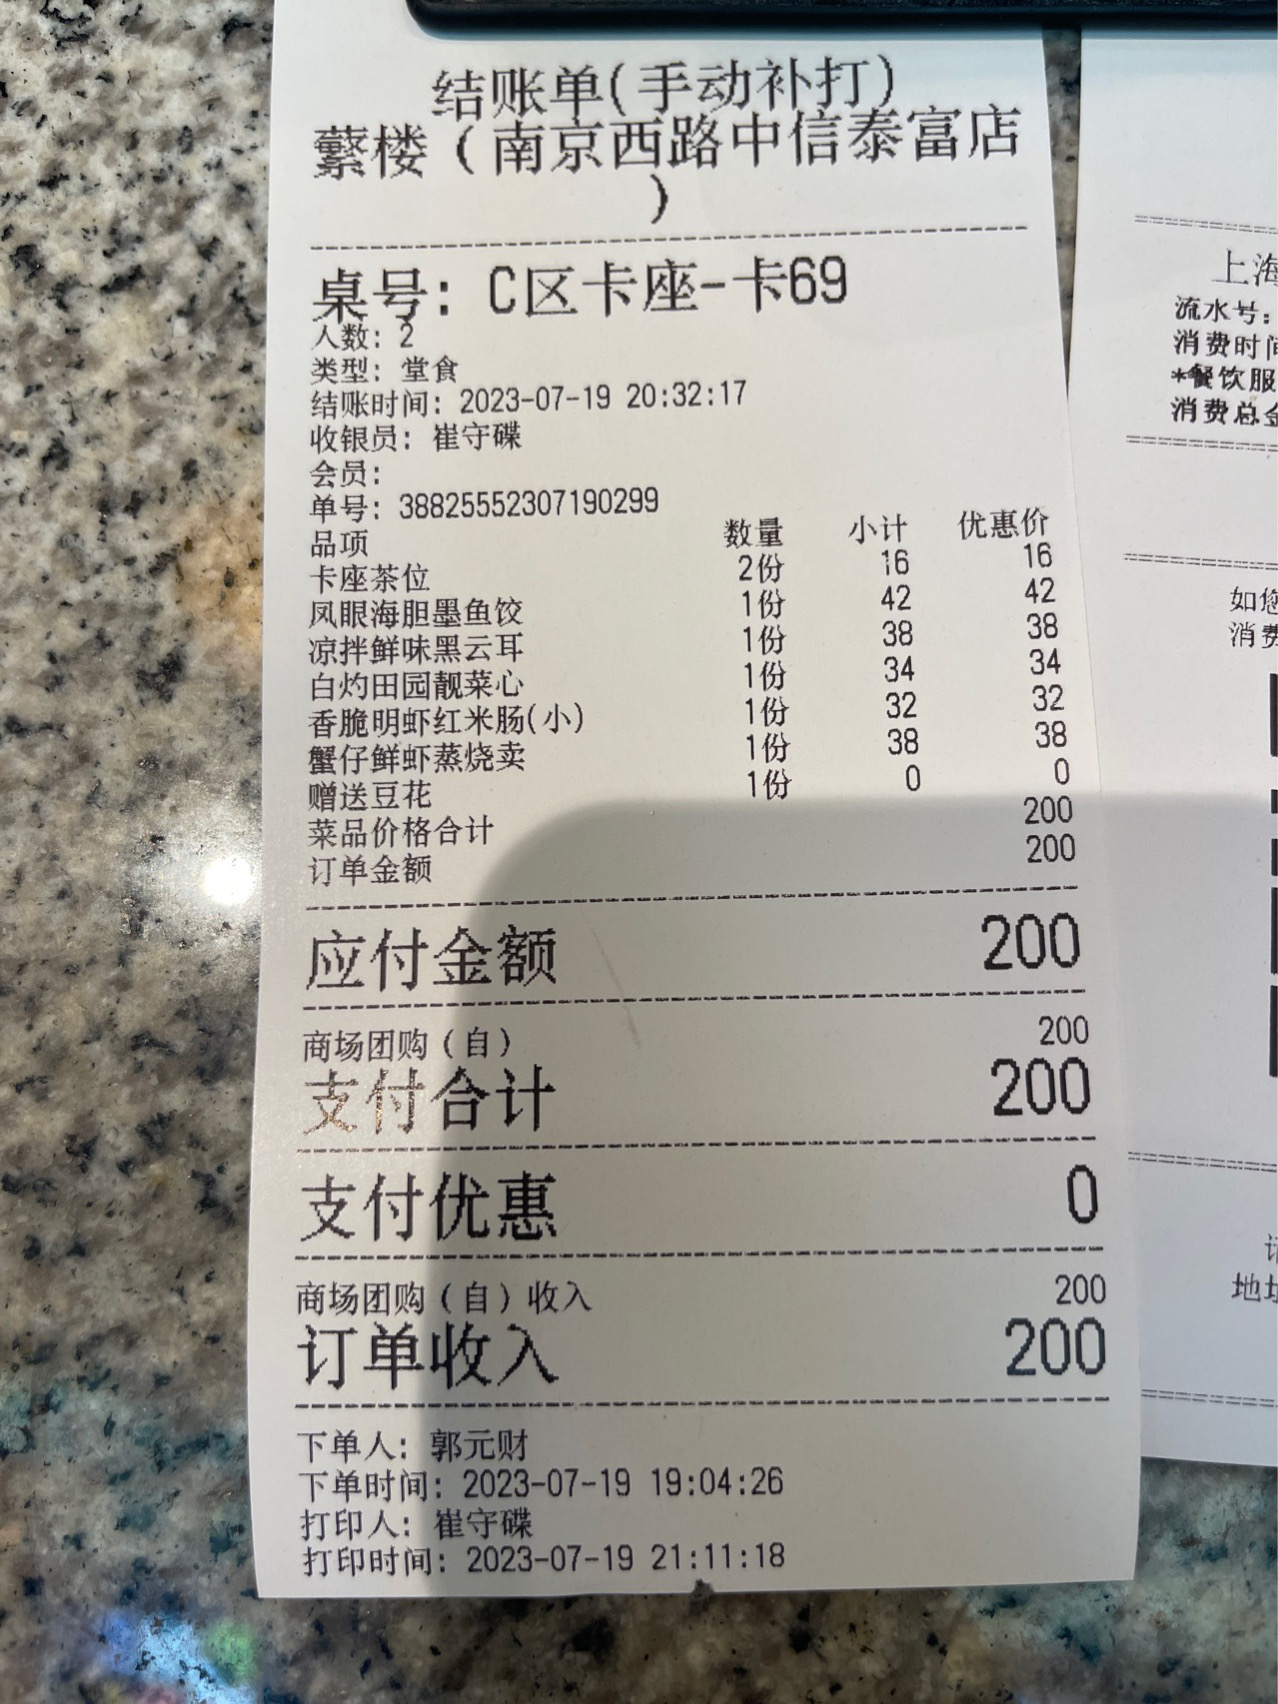 结账单(手动补打)
蘩楼（南京西路中信泰富店
）
桌号: C区卡座-卡69
人数: 2
类型: 堂食
结账时间: 2023-07-19 20:32:17
收银员: 崔守碟
会员:
单号: 38825552307190299
品项 数量 小计 优惠价
卡座茶位 2份 16 16
凤眼海胆墨鱼饺 1份 42 42
凉拌鲜味黑云耳 1份 38 38
白灼田园靓菜心 1份 34 34
香脆明虾红米肠(小) 1份 32 32
蟹仔鲜虾蒸烧卖 1份 38 38
赠送豆花 1份 0 0
菜品价格合计 200
订单金额 200
应付金额 200
商场团购（自） 200
支付合计 200
支付优惠 0
商场团购（自）收入 200
订单收入 200
下单人: 郭元财
下单时间: 2023-07-19 19:04:26
打印人: 崔守碟
打印时间: 2023-07-19 21:11:18
上海
流水号:
消费时间
*餐饮服
消费总金
如您
消费
地址